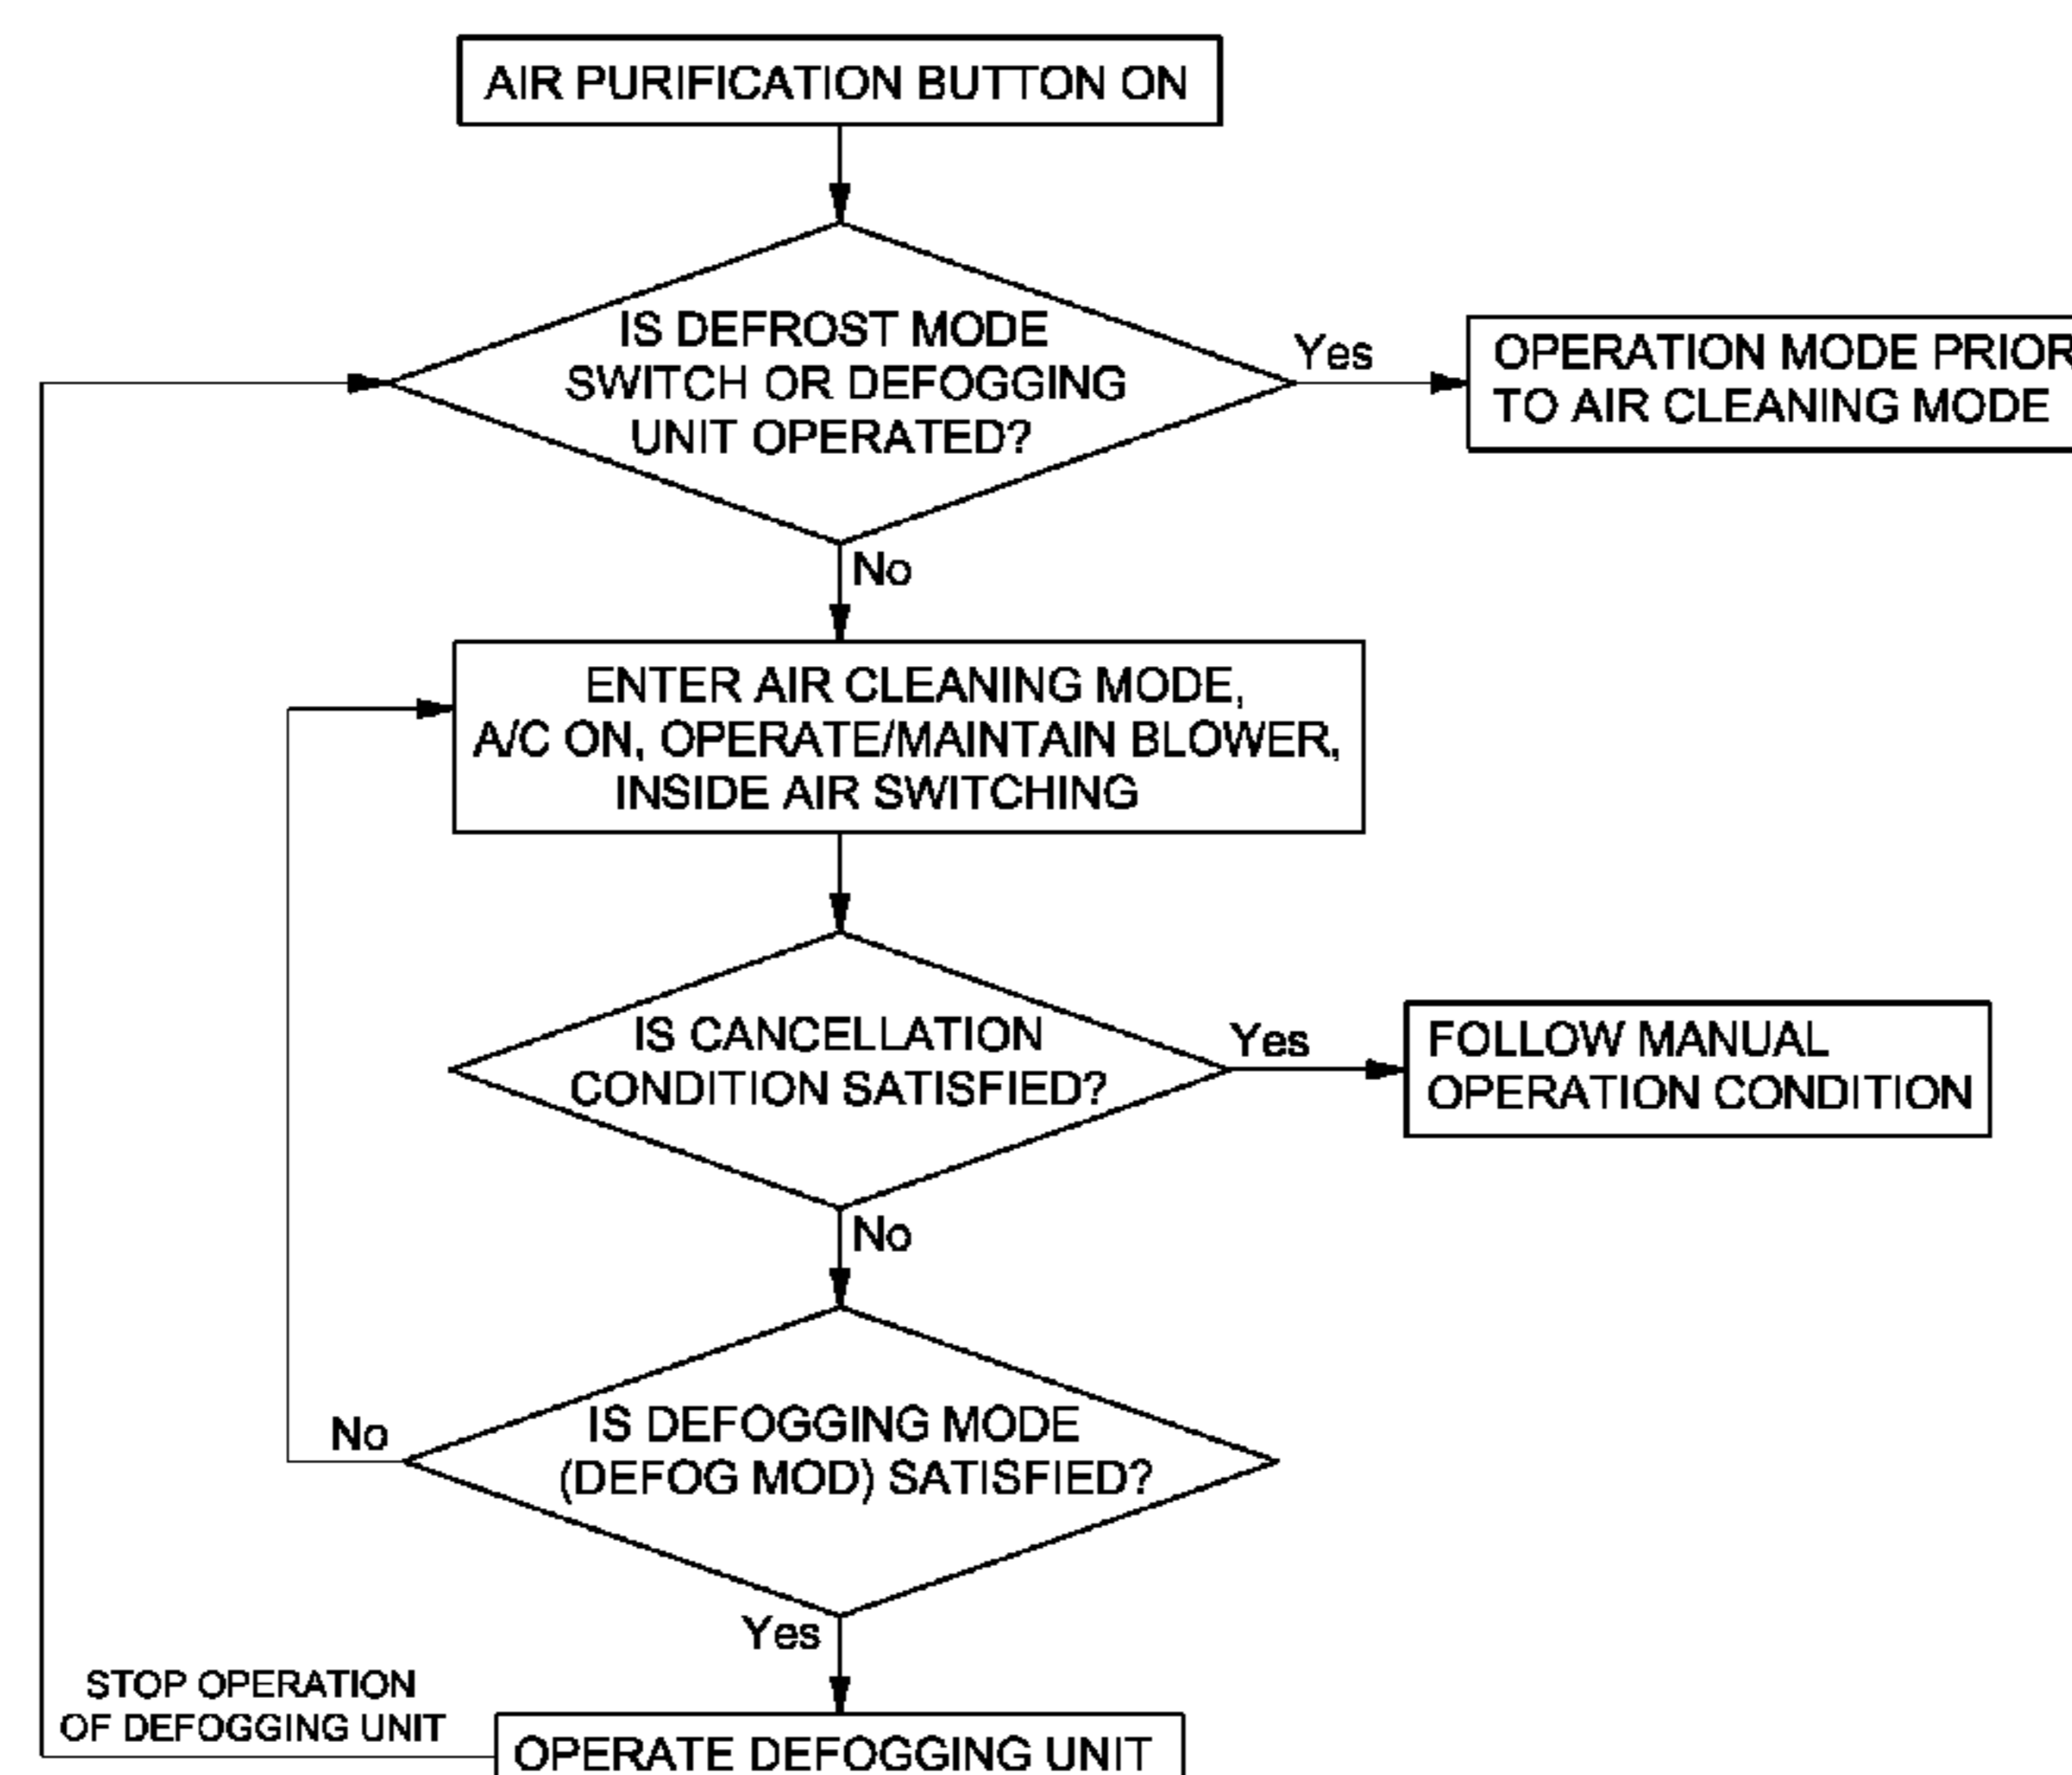 AIR PURIFICATION BUTTON ON
IS DEFROST MODE
SWITCH OR DEFOGGING
UNIT OPERATED?
Yes
OPERATION MODE PRIOR
TO AIR CLEANING MODE
No
ENTER AIR CLEANING MODE,
A/C ON, OPERATE/MAINTAIN BLOWER,
INSIDE AIR SWITCHING
IS CANCELLATION
CONDITION SATISFIED?
Yes
FOLLOW MANUAL
OPERATION CONDITION
No
IS DEFOGGING MODE
(DEFOG MOD) SATISFIED?
No
Yes
STOP OPERATION
OF DEFOGGING UNIT
OPERATE DEFOGGING UNIT